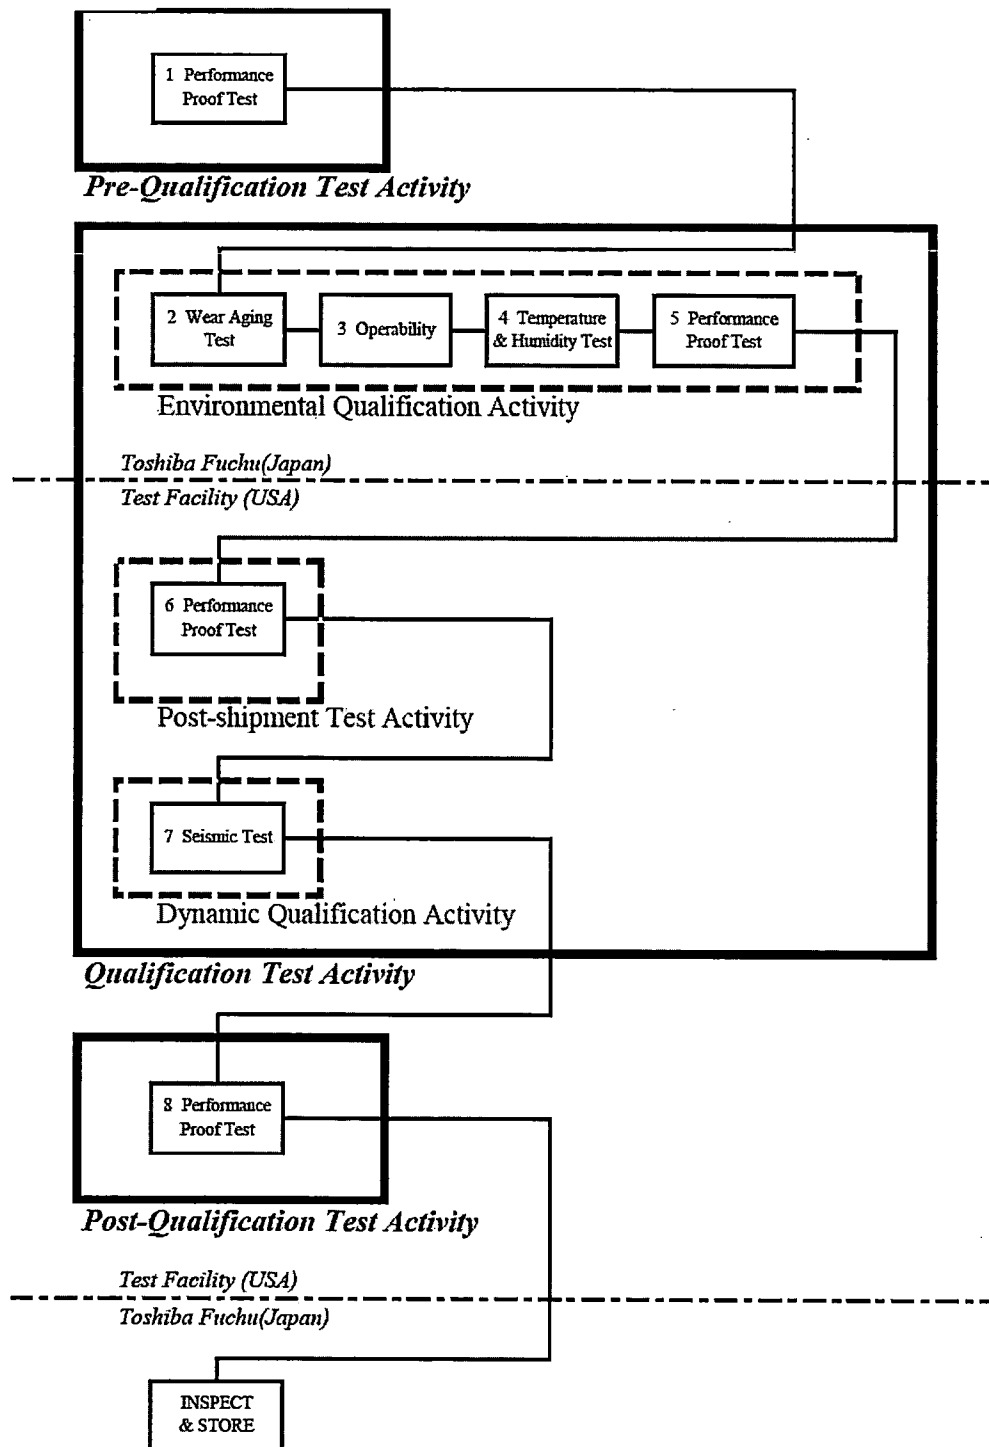 1 Performance
Proof Test
Pre-Qualification Test Activity
2 Wear Aging
Test
3 Operability
4 Temperature
& Humidity Test
5 Performance
Proof Test
Environmental Qualification Activity
Toshiba Fuchu(Japan)
Test Facility (USA)
6 Performance
Proof Test
Post-shipment Test Activity
7 Seismic Test
Dynamic Qualification Activity
Qualification Test Activity
8 Performance
Proof Test
Post-Qualification Test Activity
Test Facility (USA)
Toshiba Fuchu(Japan)
INSPECT
& STORE